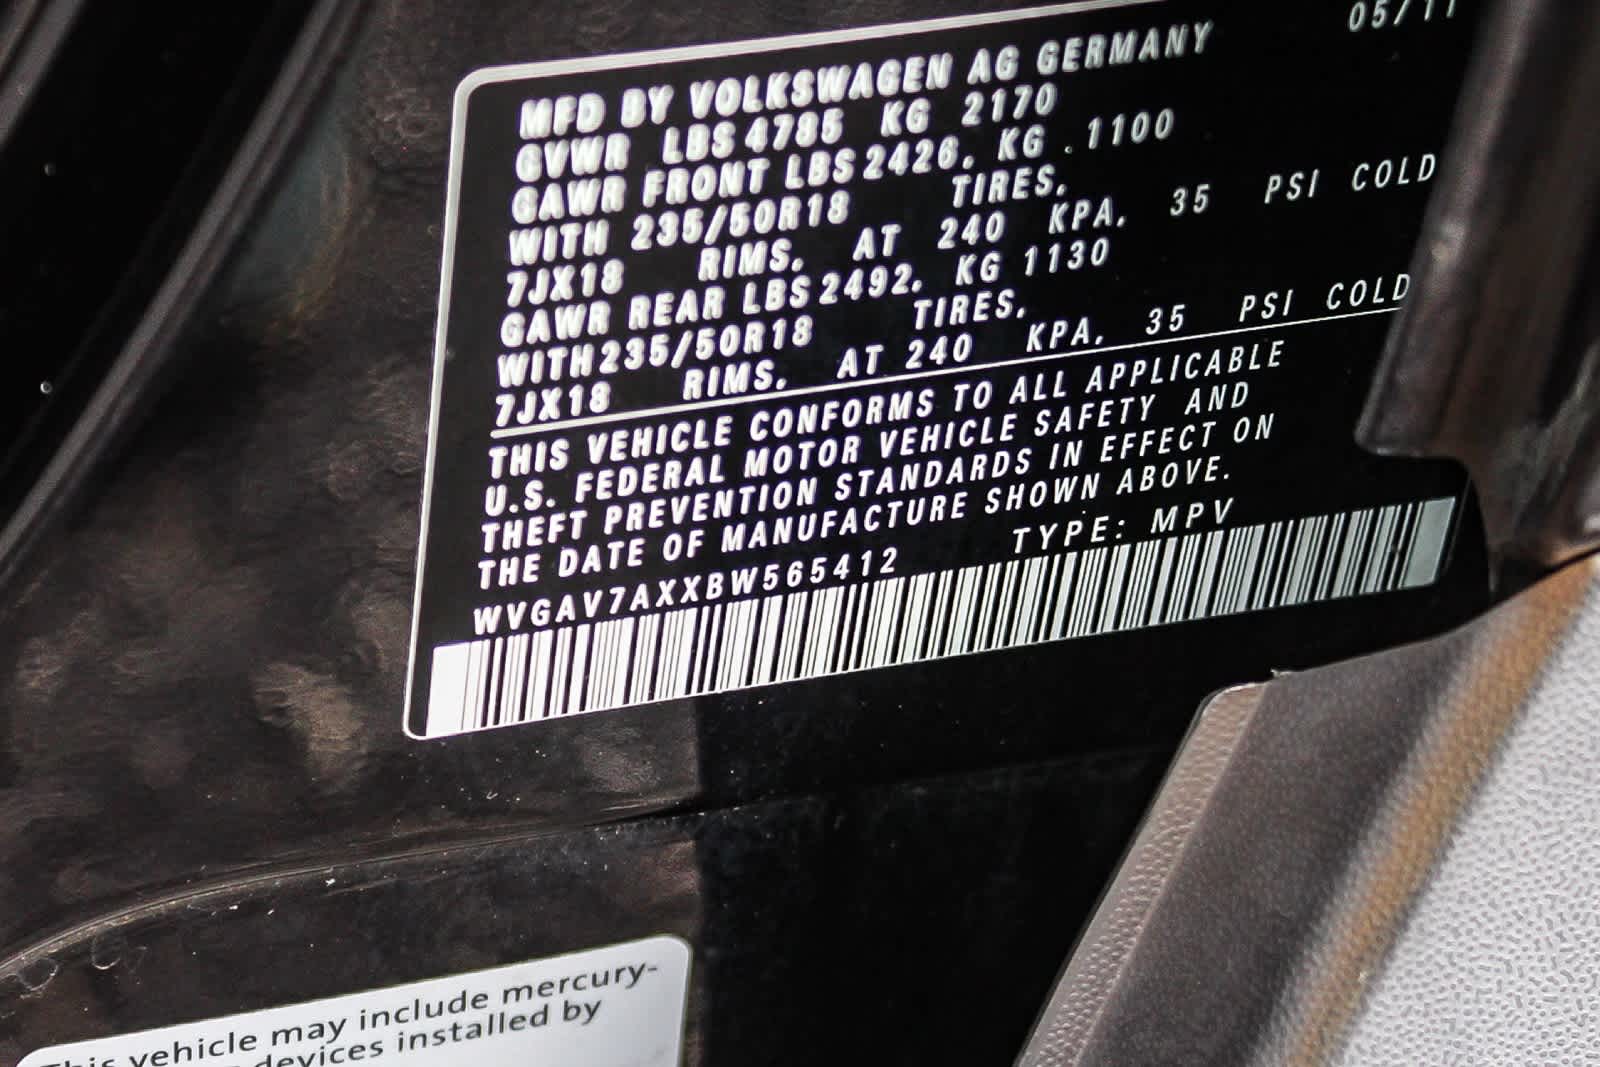 05/11
MFD BY VOLKSWAGEN AG GERMANY
GVWR LBS 4785 KG 2170
GAWR FRONT LBS 2426. KG . 1100
WITH 235/50R18 TIRES.
7JX18 RIMS. AT 240 KPA. 35 PSI COLD
GAWR REAR LBS 2492. KG 1130
WITH 235/50R18 TIRES.
7JX18 RIMS. AT 240 KPA. 35 PSI COLD
THIS VEHICLE CONFORMS TO ALL APPLICABLE
U.S. FEDERAL MOTOR VEHICLE SAFETY AND
THEFT PREVENTION STANDARDS IN EFFECT ON
THE DATE OF MANUFACTURE SHOWN ABOVE.
WVGAV7AXXBW565412 TYPE: MPV
This vehicle may include mercury-
devices installed by